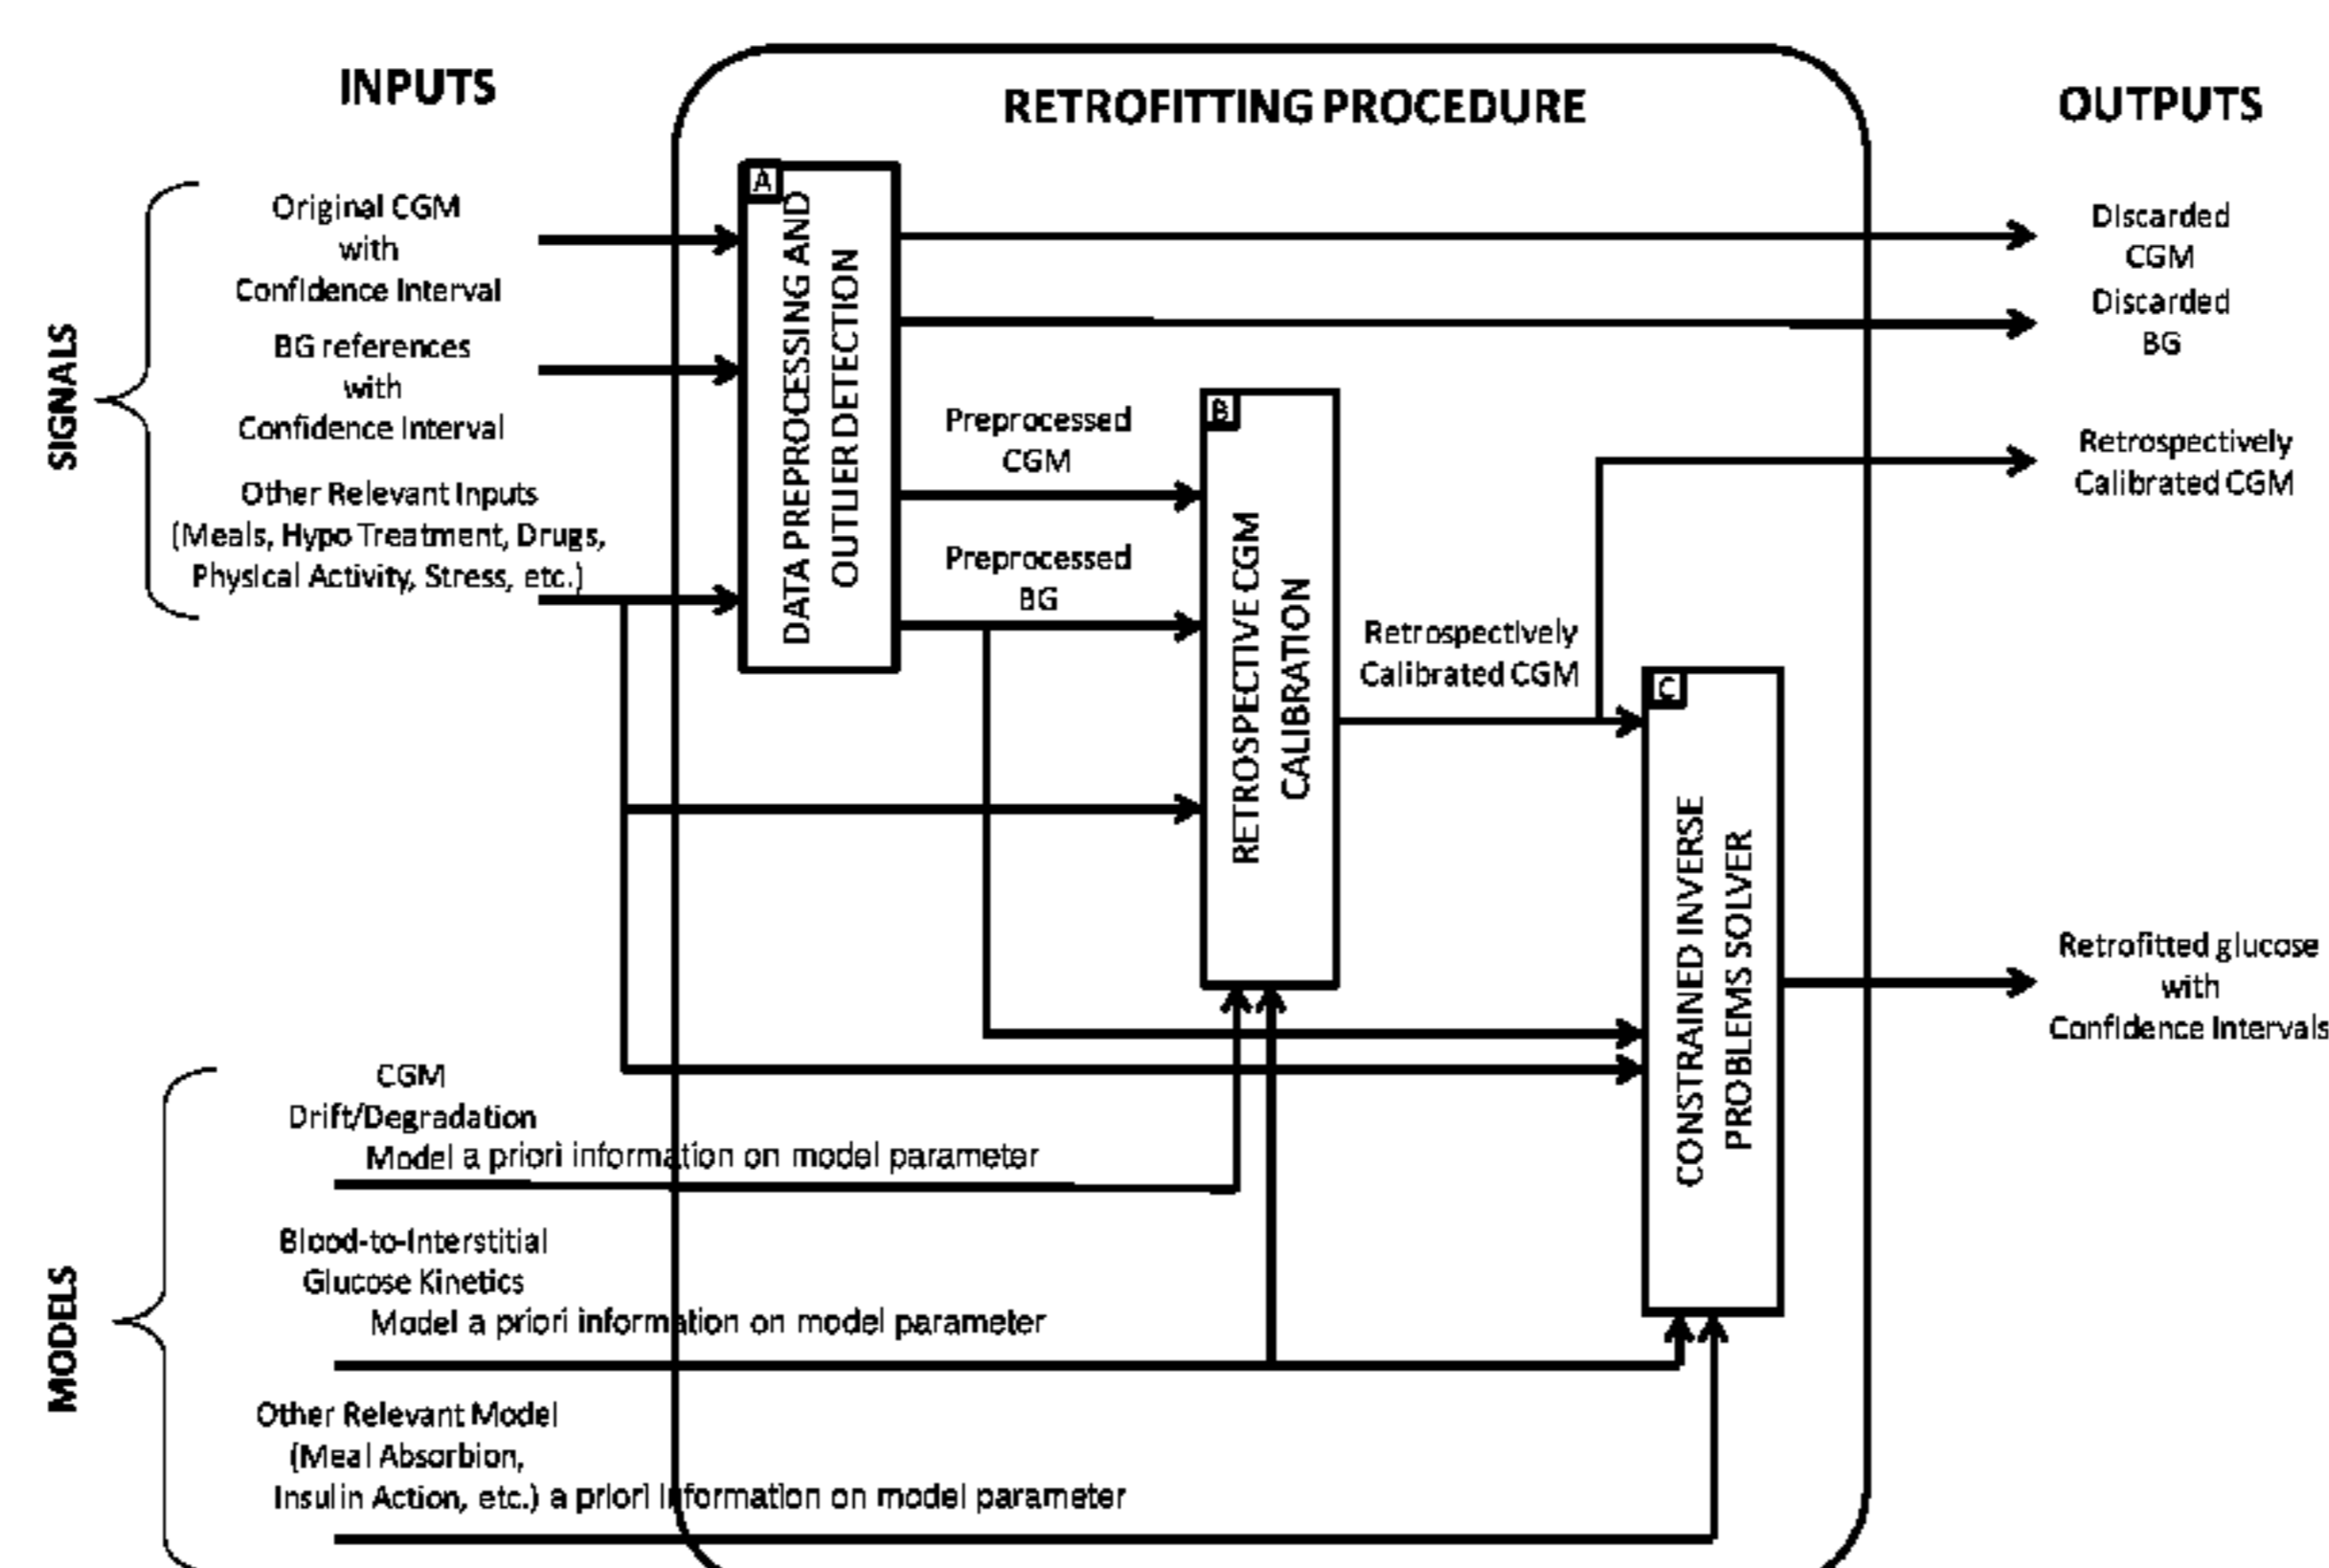 INPUTS
RETROFITTING PROCEDURE
OUTPUTS
SIGNALS
Original CGM
with
Confidence Interval
BG references
with
Confidence Interval
Other Relevant Inputs
(Meals, Hypo Treatment, Drugs,
Physical Activity, Stress, etc.)
A
DATA PREPROCESSING AND
OUTLIER DETECTION
Preprocessed
CGM
Preprocessed
BG
B
RETROSPECTIVE CGM
CALIBRATION
Retrospectively
Calibrated CGM
C
CONSTRAINED INVERSE
PROBLEMS SOLVER
Discarded
CGM
Discarded
BG
Retrospectively
Calibrated CGM
Retrofitted glucose
with
Confidence Intervals
MODELS
CGM
Drift/Degradation
Model a priori information on model parameter
Blood-to-Interstitial
Glucose Kinetics
Model a priori information on model parameter
Other Relevant Model
(Meal Absorbion,
Insulin Action, etc.) a priori information on model parameter